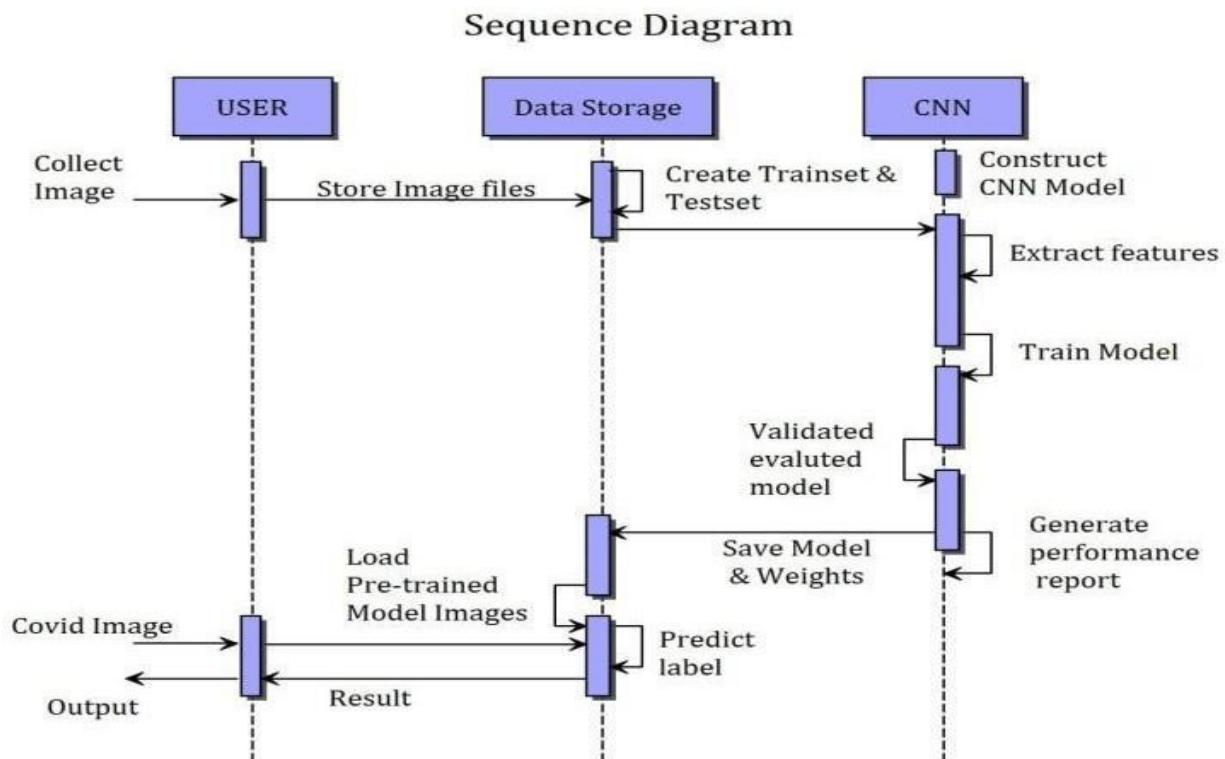 Sequence Diagram
USER
Data Storage
CNN
Collect
Image
Store Image files
Create Trainset &
Testset
Construct
CNN Model
Extract features
Train Model
Validated
evaluted
model
Generate
performance
report
Save Model
& Weights
Load
Pre-trained
Model Images
Covid Image
Predict
label
Result
Output